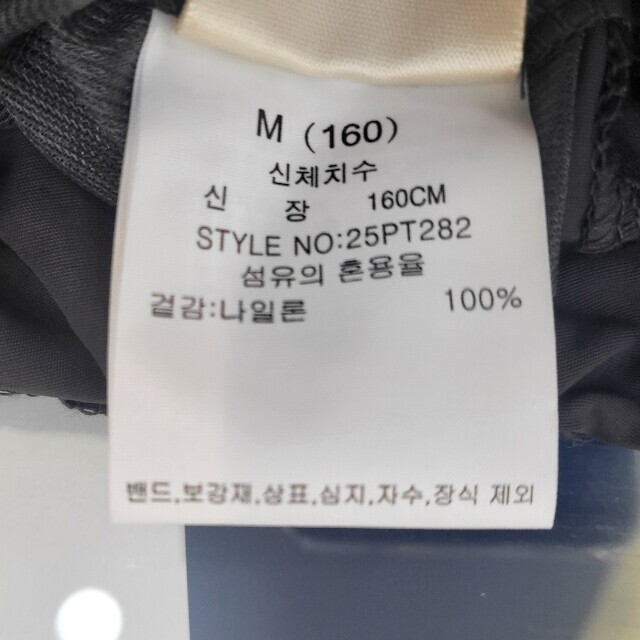 M (160)
신체치수
신 장 160CM
STYLE NO:25PT282
섬유의 혼용율
겉감:나일론 100%
밴드,보강재,상표,심지,자수,장식 제외